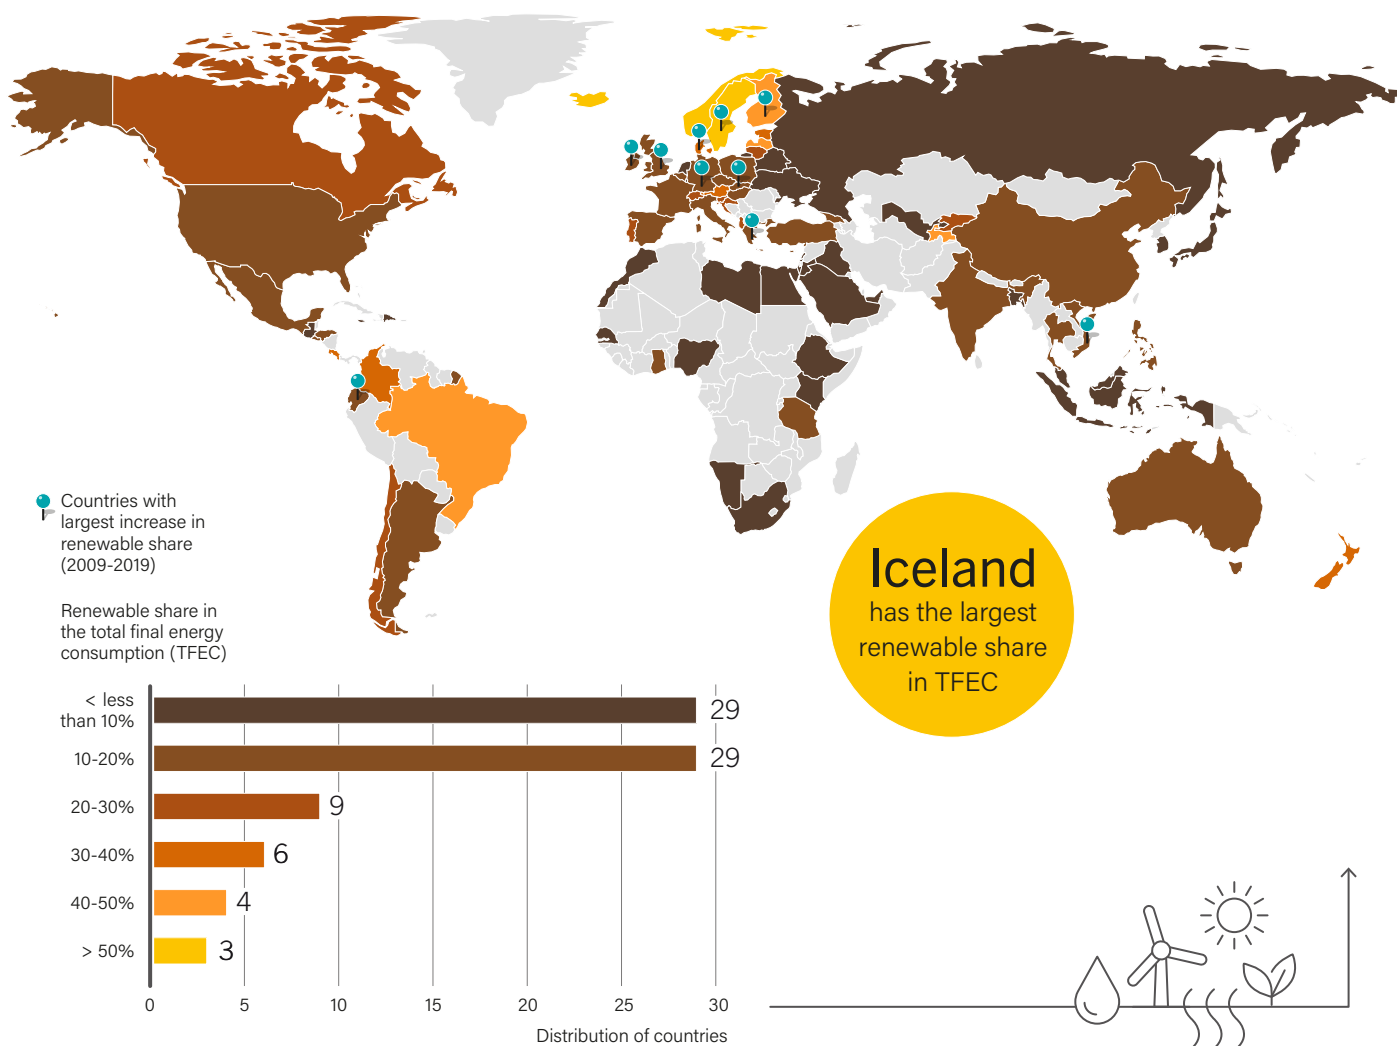 Countries with
largest increase in
renewable share
(2009-2019)
Renewable share in
the total final energy
consumption (TFEC)
Iceland
has the largest
renewable share
in TFEC
< less
than 10%
29
10-20%
29
20-30%
9
30-40%
6
40-50%
4
> 50%
3
0 5 10 15 20 25 30
Distribution of countries